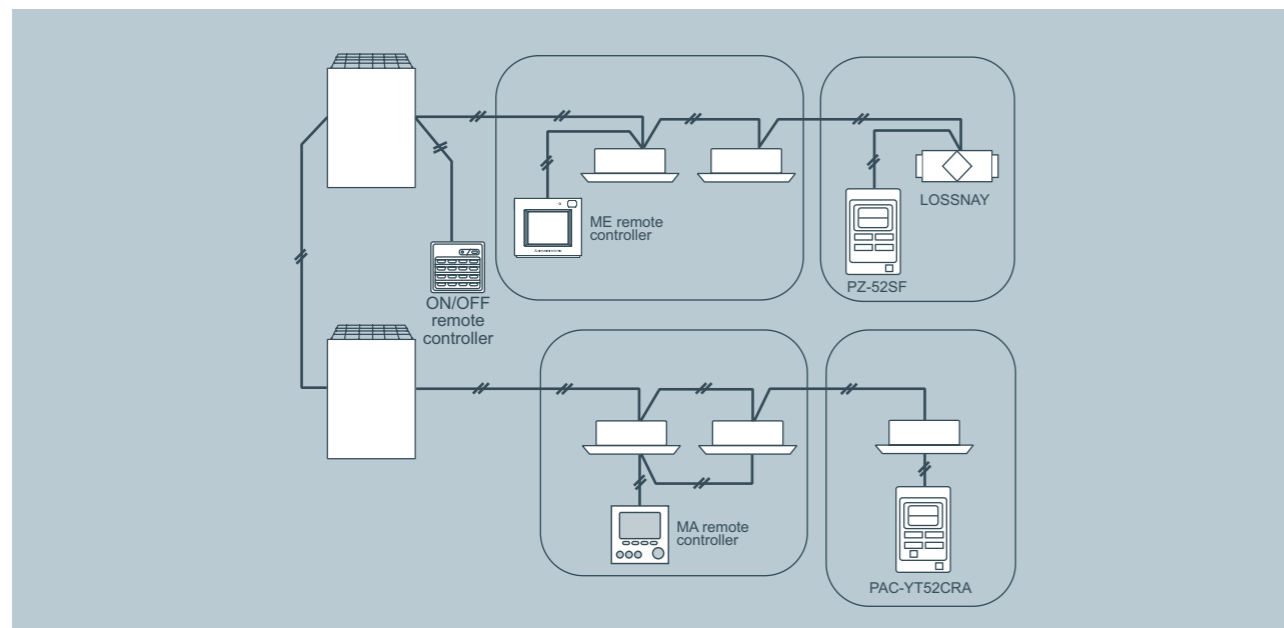 ME remote
controller
LOSSNAY
PZ-52SF
ON/OFF
remote
controller
MA remote
controller
PAC-YT52CRA